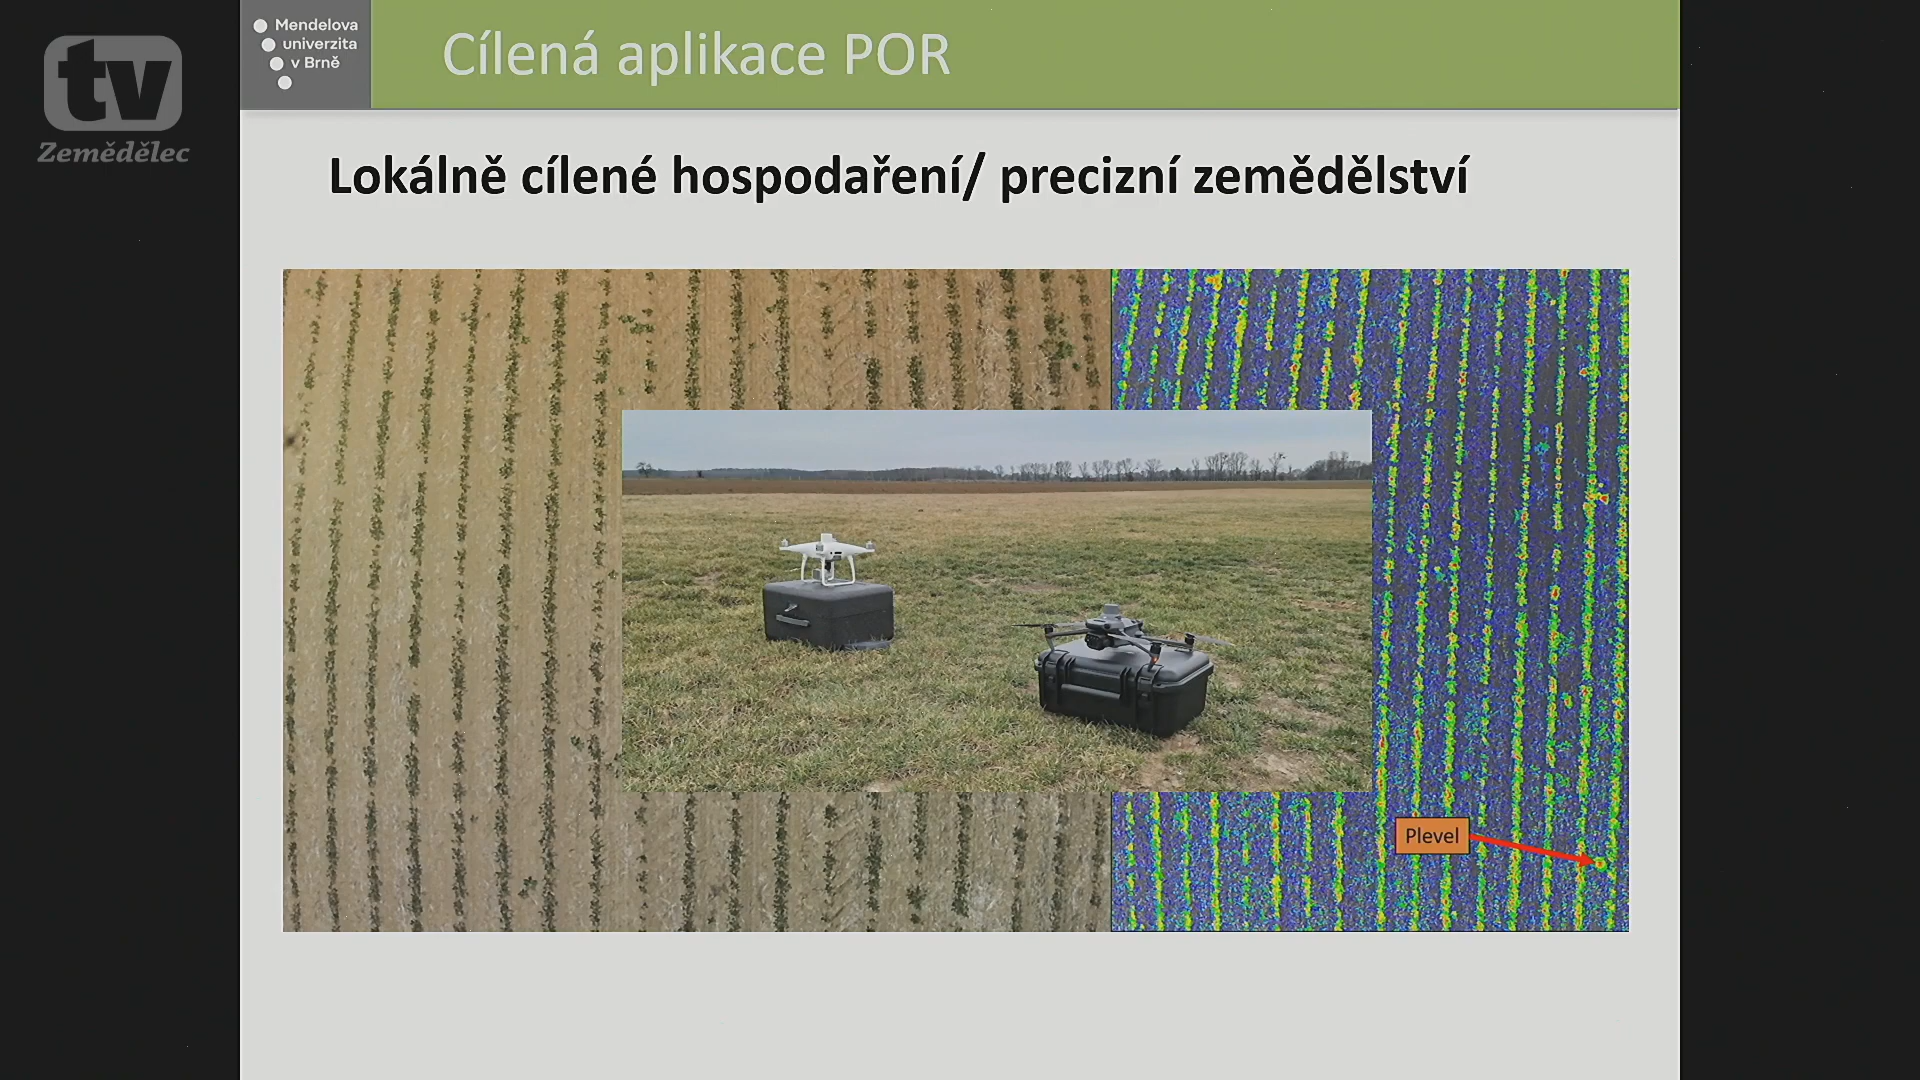 tv
Zemědělec
Mendelova
univerzita
v Brně
Cílená aplikace POR
Lokálně cílené hospodaření/ precizní zemědělství
Plevel